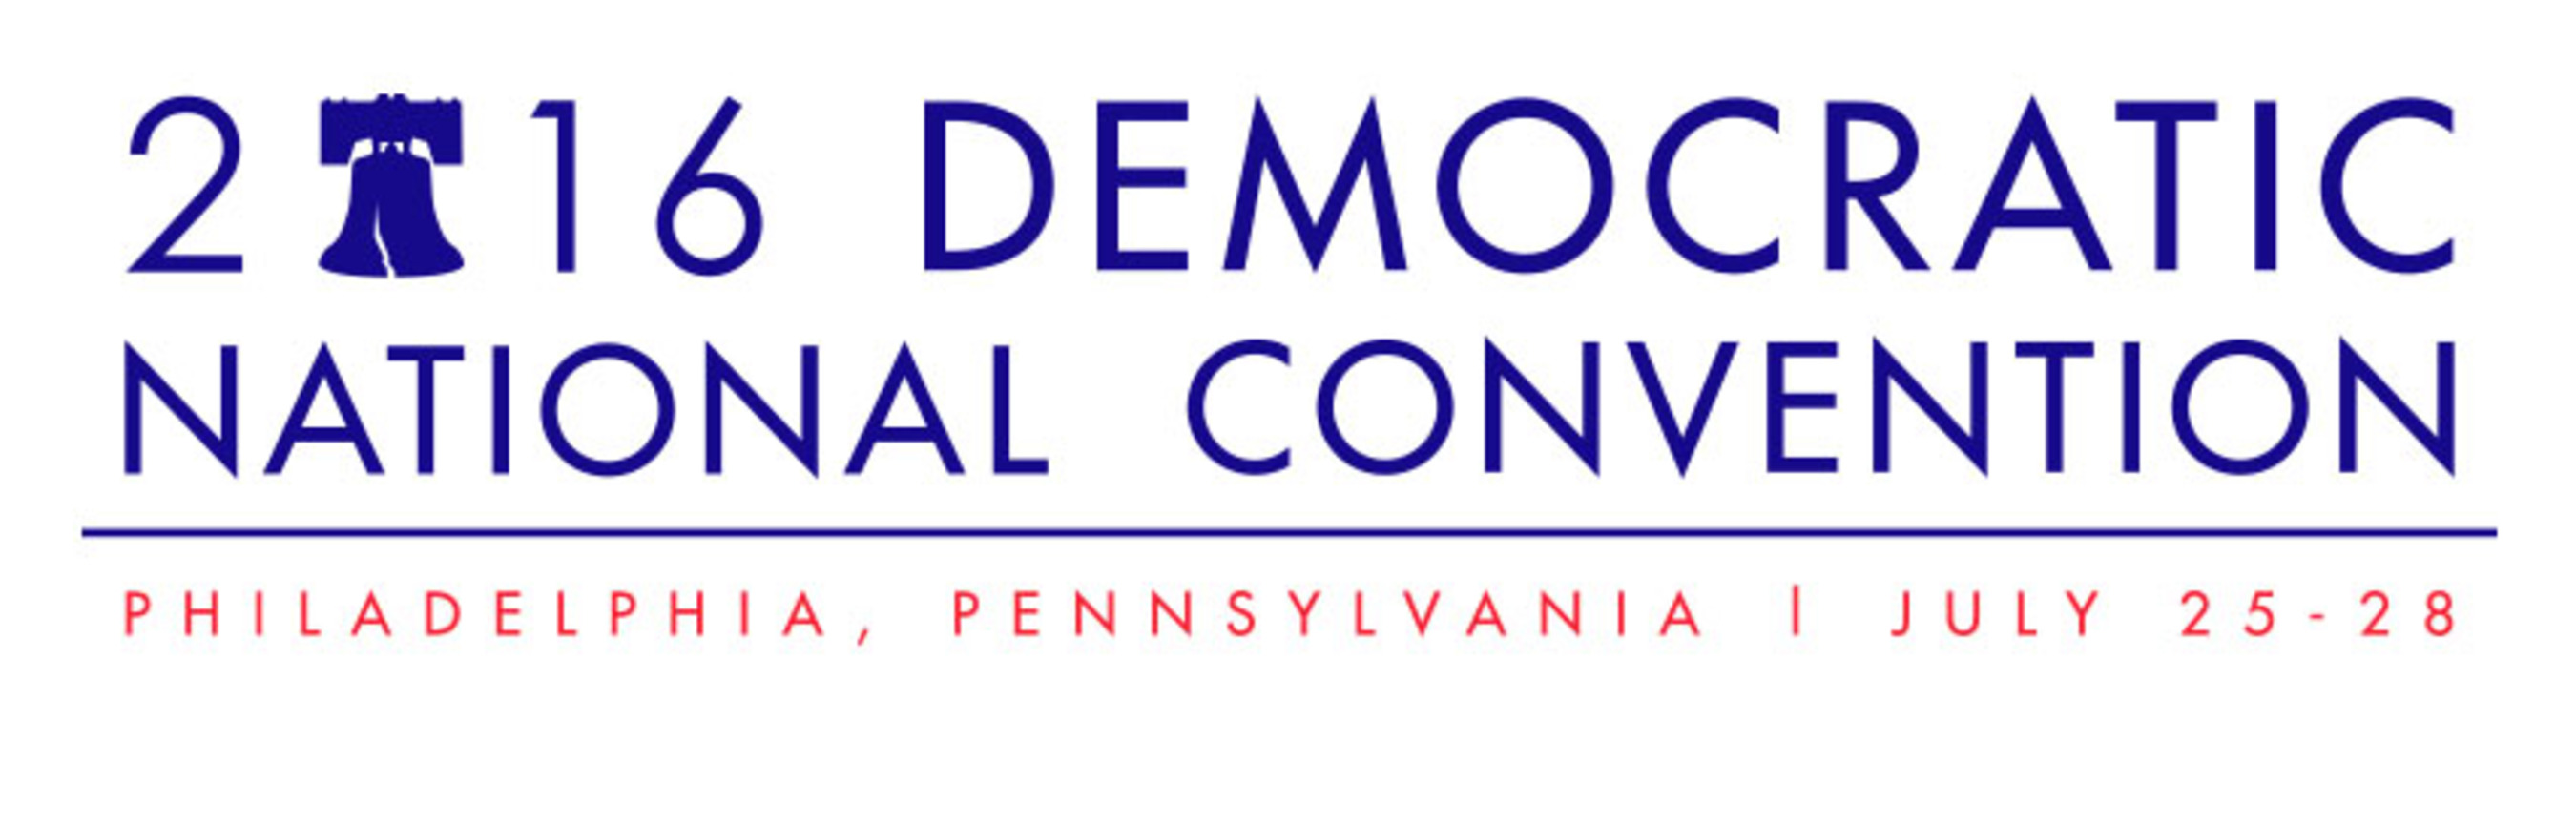 2016 DEMOCRATIC
NATIONAL CONVENTION
PHILADELPHIA, PENNSYLVANIA | JULY 25-28